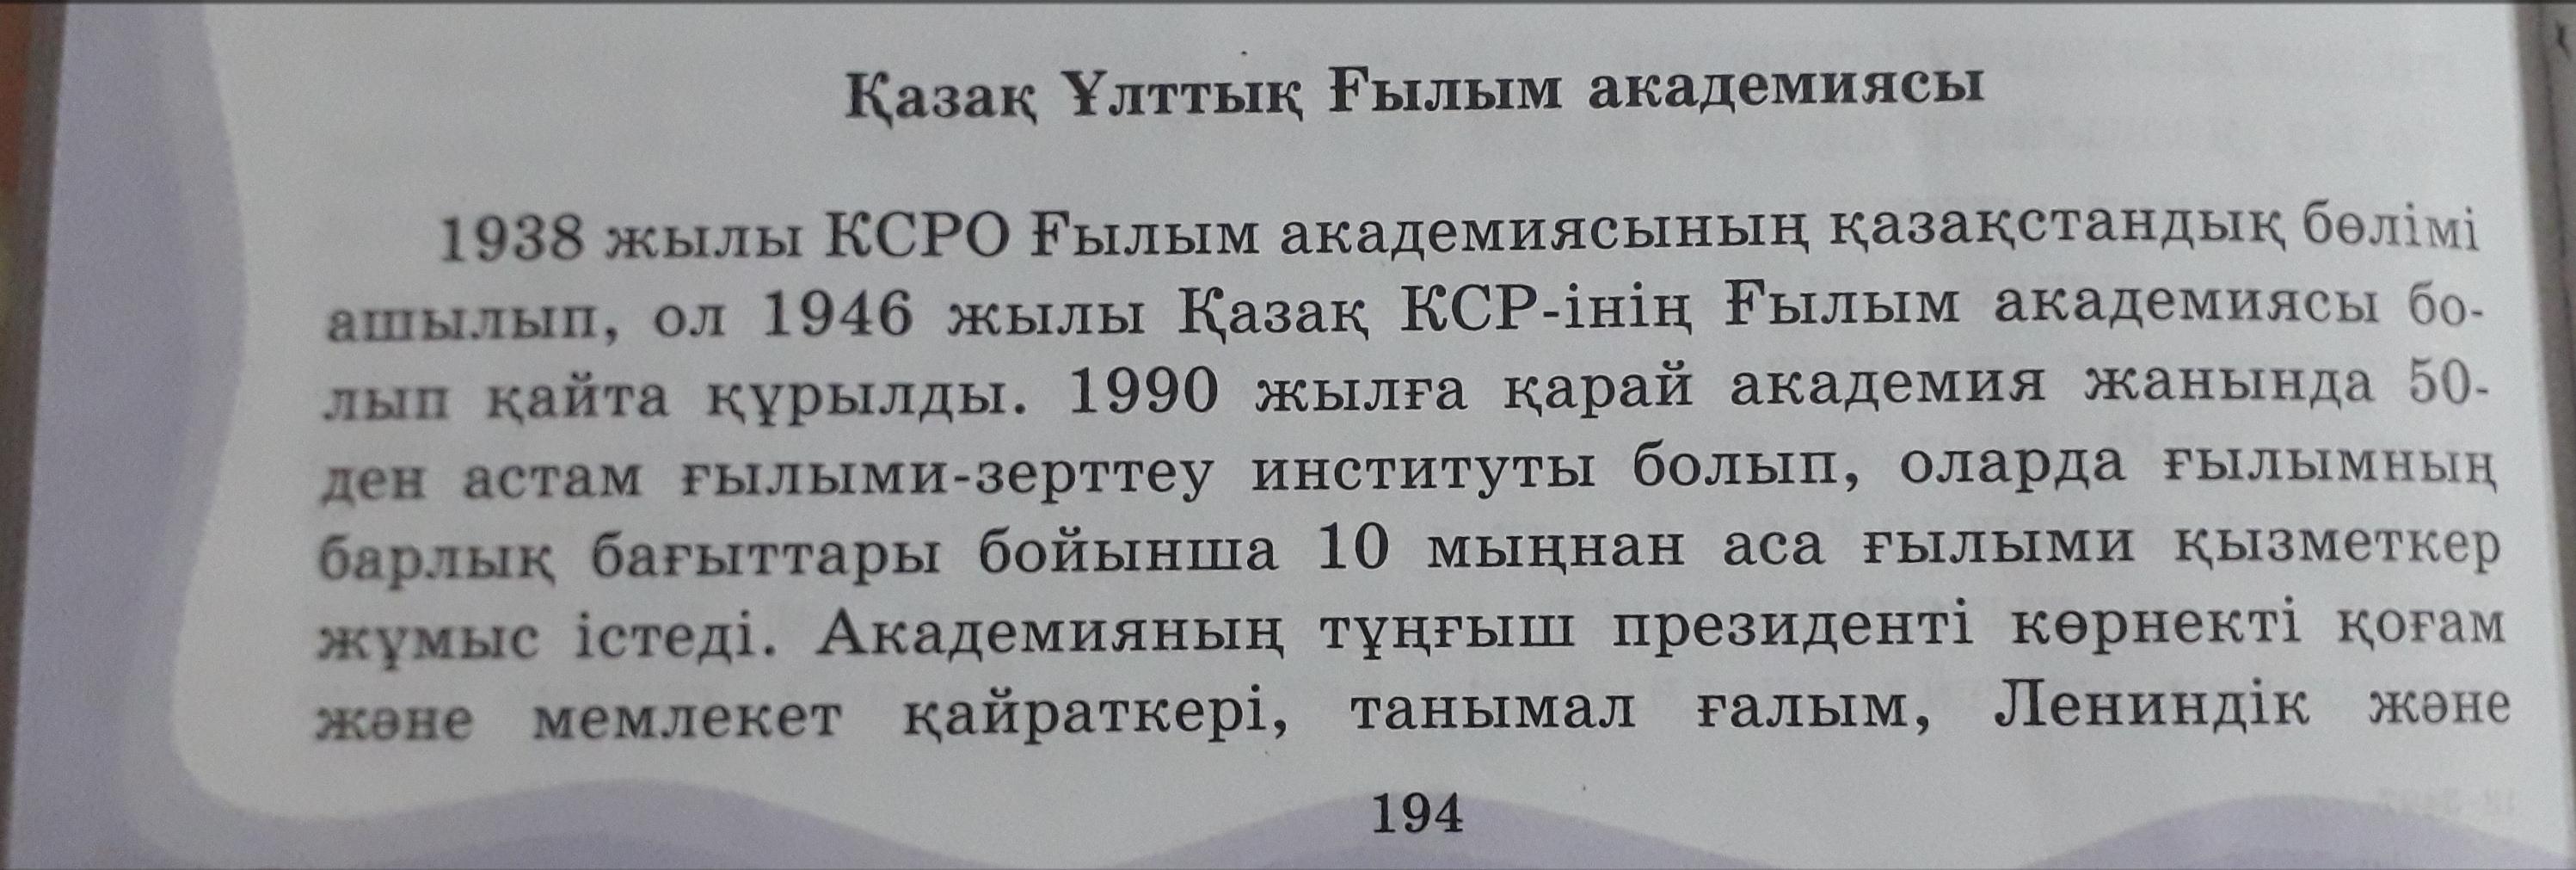 Қазақ Ұлттық Ғылым академиясы
1938 жылы КСРО Ғылым академиясының қазақстандық бөлімі
ашылып, ол 1946 жылы Қазақ КСР-інің Ғылым академиясы бо-
лып қайта құрылды. 1990 жылға қарай академия жанында 50-
ден астам ғылыми-зерттеу институты болып, оларда ғылымның
барлық бағыттары бойынша 10 мыңнан аса ғылыми қызметкер
жұмыс істеді. Академияның тұңғыш президенті көрнекті қоғам
және мемлекет қайраткері, танымал ғалым, Лениндік және
194